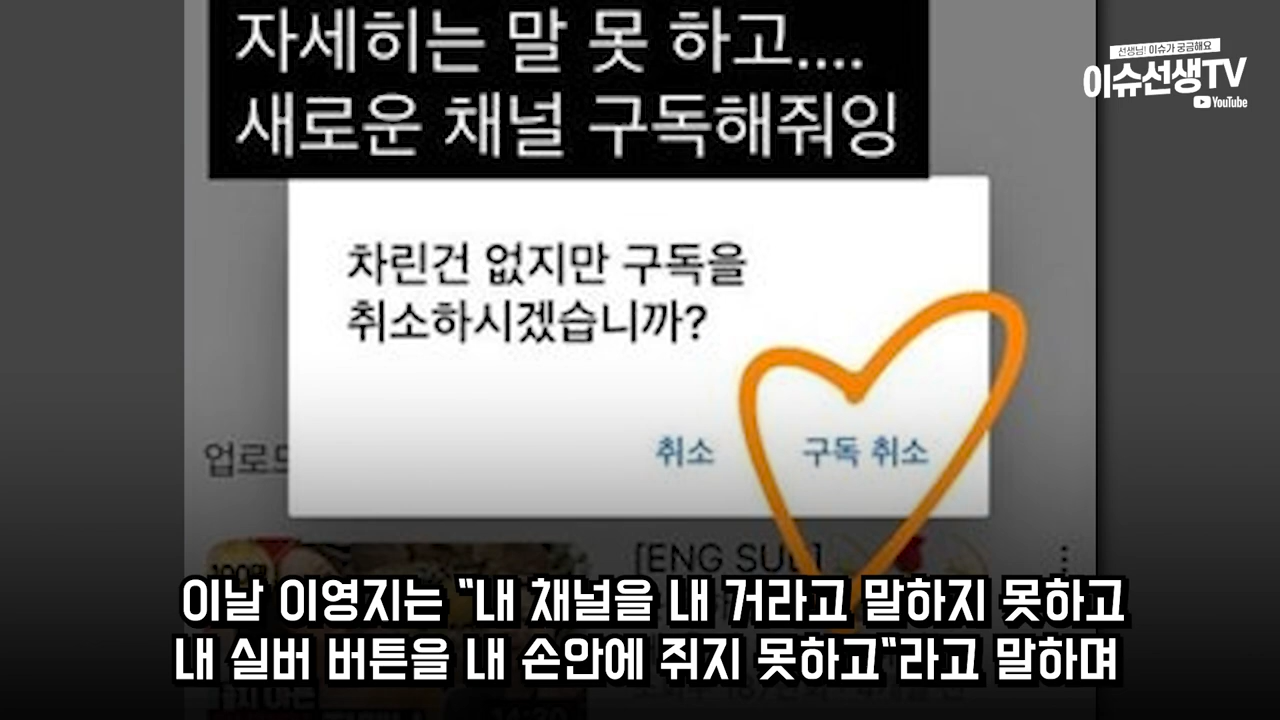 자세히는 말 못 하고....
새로운 채널 구독해줘잉
선생님! 이슈가 궁금해요
이슈선생TV
YouTube
차린건 없지만 구독을
취소하시겠습니까?
취소 구독 취소
업로드
[ENG SUB]
이날 이영지는 "내 채널을 내 거라고 말하지 못하고
내 실버 버튼을 내 손안에 쥐지 못하고"라고 말하며